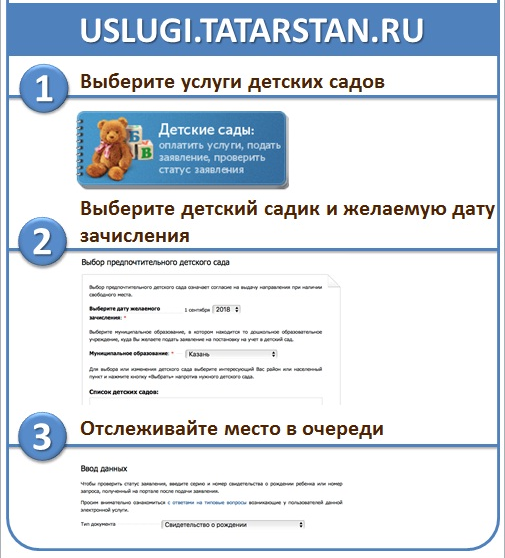 USLUGI.TATARSTAN.RU
1
Выберите услуги детских садов
Детские сады:
оплатить услуги, подать
заявление, проверить
статус заявления
Б
В
2
Выберите детский садик и желаемую дату
зачисления
Выбор предпочтительного детского сада
Выбор предпочтительного детского сада означает согласие на выдачу направления при наличии
свободного места.
Выберите дату желаемого
зачисления: *
1 сентября 2018
Выберите муниципальное образование, в котором находится то дошкольное образовательное
учреждение, куда Вы желаете подать заявление на постановку на учет в детский сад.
Муниципальное образование: * Казань
Для выбора или изменения детского сада выберите интересующий Вас район или населенный
пункт и нажмите кнопку «Выбрать» напротив нужного детского сада.
Список детских садов:
3
Отслеживайте место в очереди
Ввод данных
Чтобы проверить статус заявления, введите серию и номер свидетельства о рождении ребенка или номер
запроса, полученный на портале после подачи заявления.
Просим внимательно ознакомиться с ответами на типовые вопросы возникающие у пользователей данной
электронной услуги.
Тип документа Свидетельство о рождении